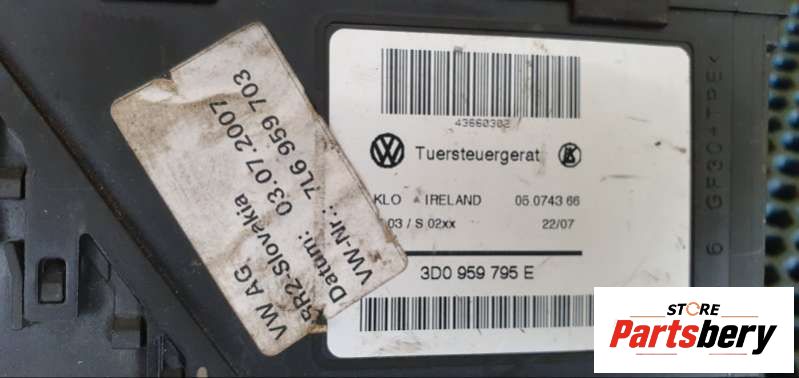 VW AG
BR2-Slovakia
Datum: 03.07.2007
VW-Nr.: 7L6 959 703
43660302
Tuersteuergerat
KLO IRELAND 05 0743 66
03 / S 02xx 22/07
3D0 959 795 E
STORE
Partsbery